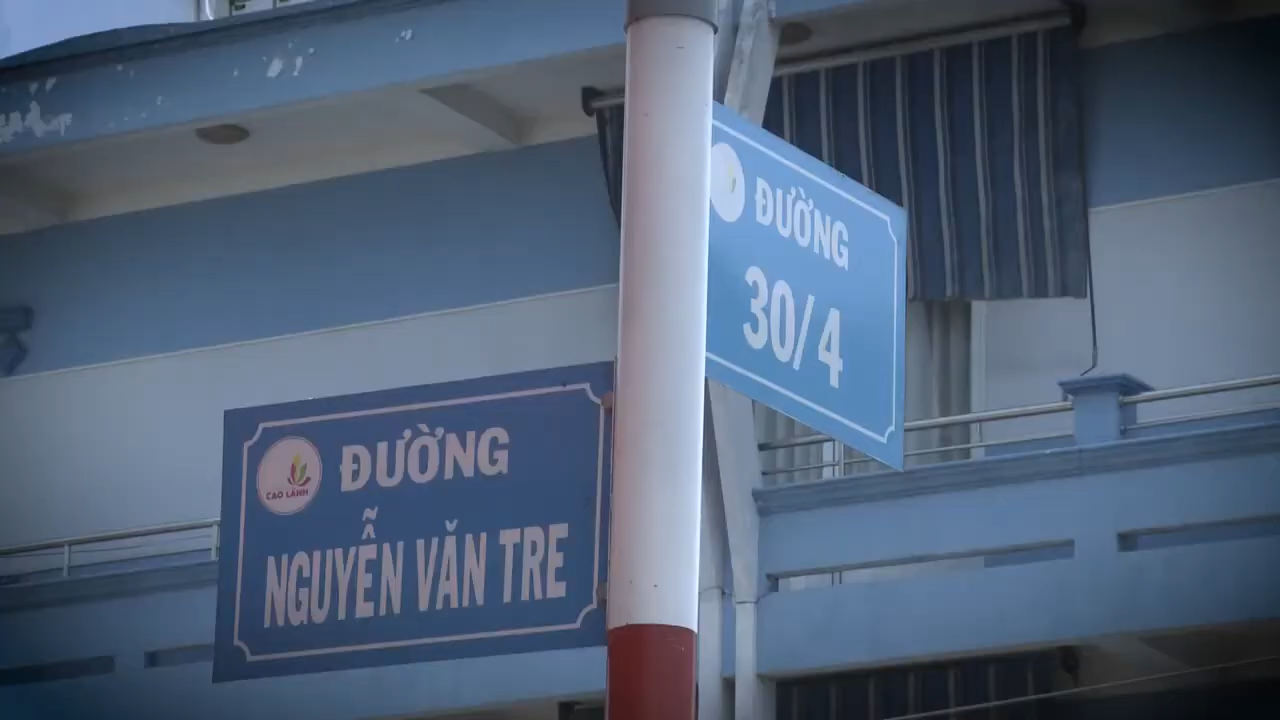 ĐƯỜNG
30/4
CAO LÃNH
ĐƯỜNG
NGUYỄN VĂN TRE